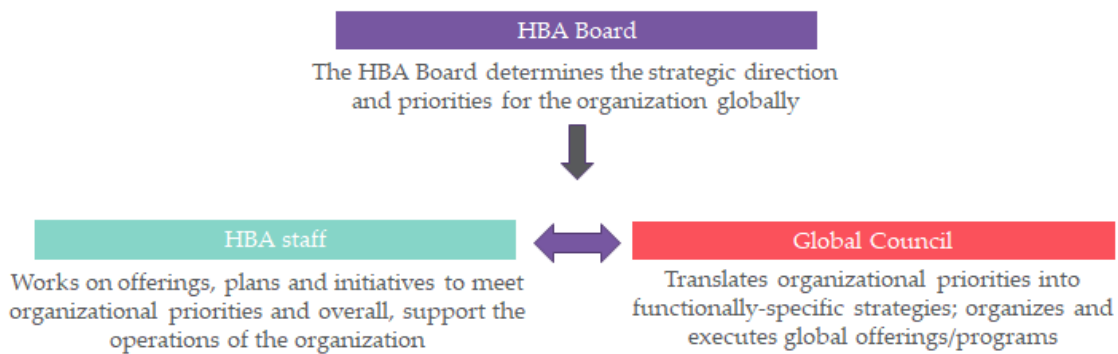 HBA Board
The HBA Board determines the strategic direction
and priorities for the organization globally
HBA staff
Works on offerings, plans and initiatives to meet
organizational priorities and overall, support the
operations of the organization
Global Council
Translates organizational priorities into
functionally-specific strategies; organizes and
executes global offerings/programs